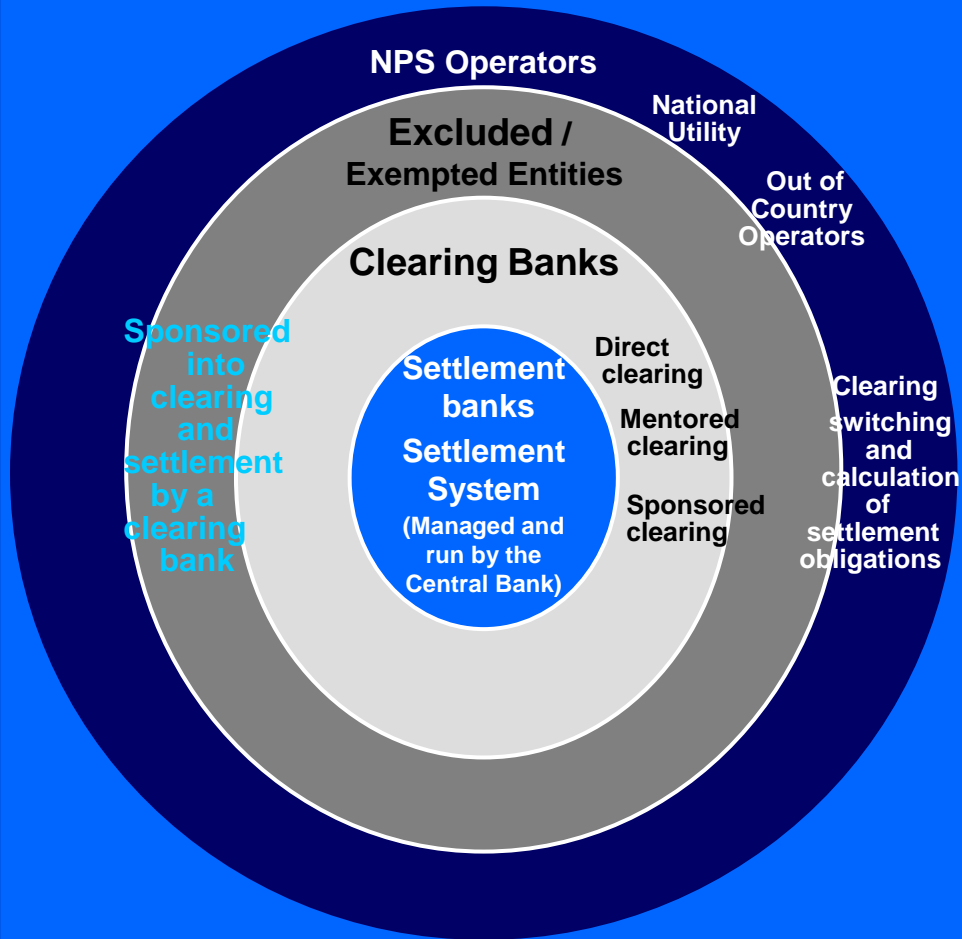 NPS Operators
National
Utility
Out of
Country
Operators
Excluded /
Exempted Entities
Clearing Banks
Sponsored
into
clearing
and
settlement
by a
clearing
bank
Settlement
banks
Settlement
System
(Managed and
run by the
Central Bank)
Direct
clearing
Mentored
clearing
Sponsored
clearing
Clearing
switching
and
calculation
of
settlement
obligations